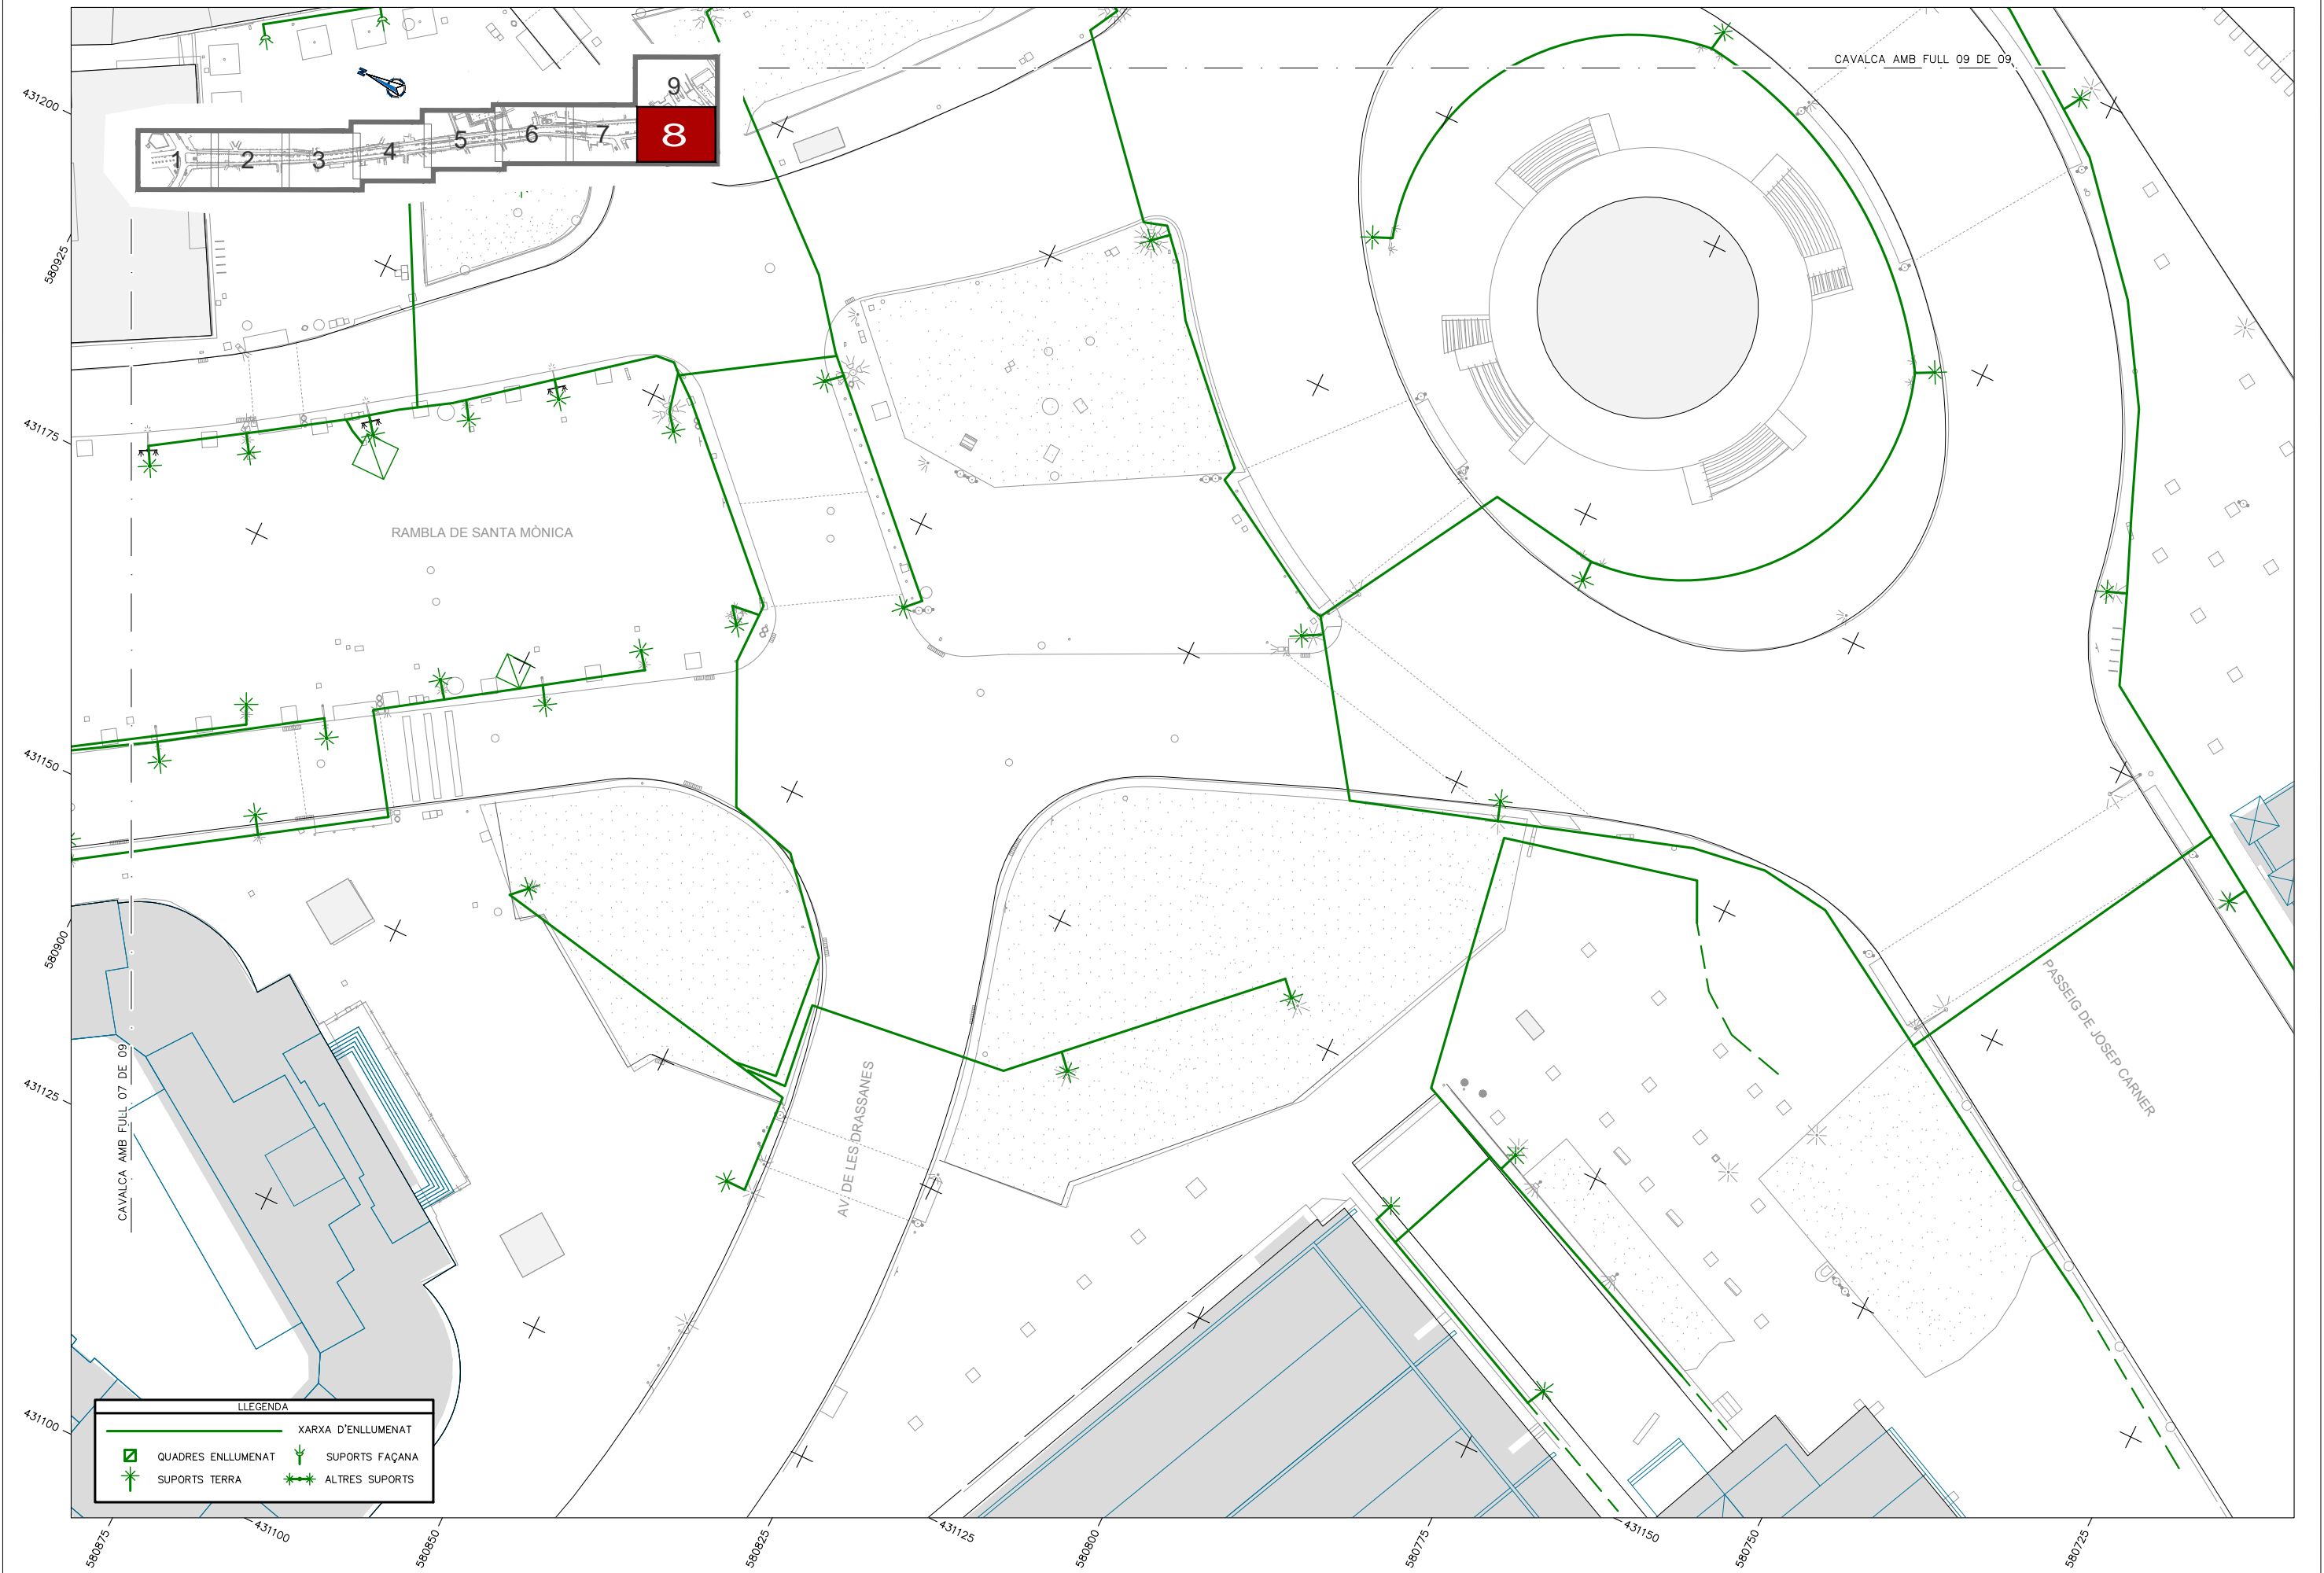 CAVALCA AMB FULL 09 DE 09
431200
9
8
7
6
5
4
3
2
1
580925
431175
RAMBLA DE SANTA MÒNICA
431150
580900
PASSEIG DE JOSEP CARNER
CAVALCA AMB FULL 07 DE 09
AV. DE LES DRASSANES
431125
431100
LLEGENDA
XARXA D'ENLLUMENAT
QUADRES ENLLUMENAT
SUPORTS FAÇANA
SUPORTS TERRA
ALTRES SUPORTS
580875
431100
580850
580825
431125
580800
580775
431150
580750
580725